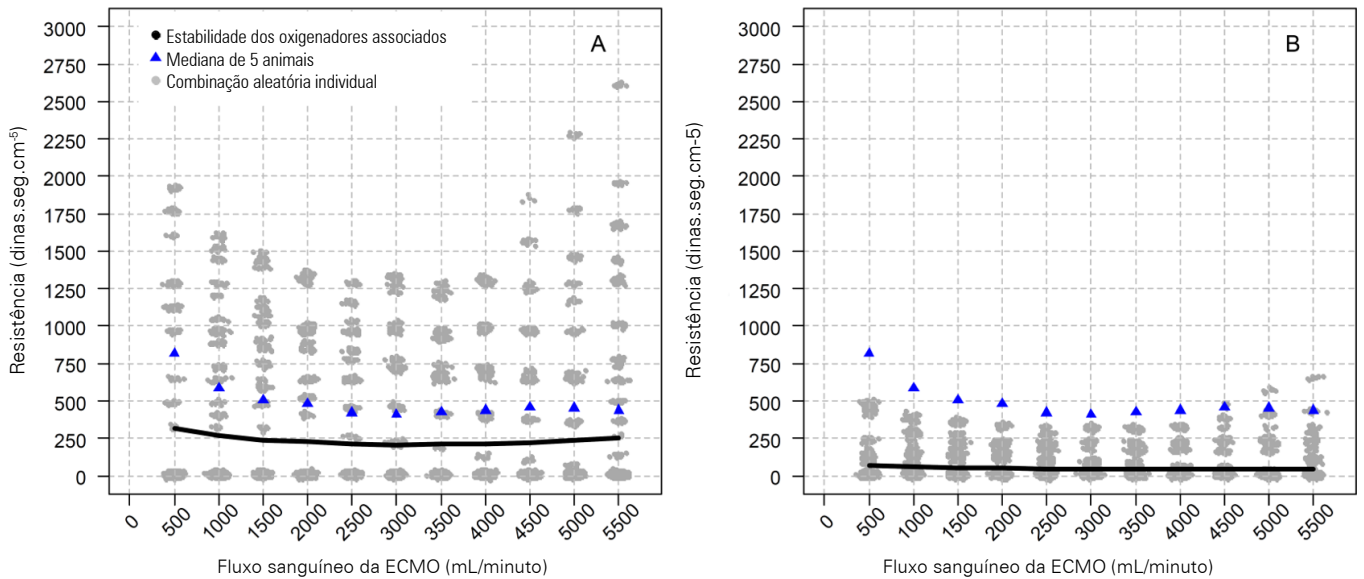 A
Estabilidade dos oxigenadores associados
Mediana de 5 animais
Combinação aleatória individual
Resistência (dinas.seg.cm-5)
3000
2750
2500
2250
2000
1750
1500
1250
1000
750
500
250
0
0 500 1000 1500 2000 2500 3000 3500 4000 4500 5000 5500
Fluxo sanguíneo da ECMO (mL/minuto)
B
Resistência (dinas.seg.cm-5)
3000
2750
2500
2250
2000
1750
1500
1250
1000
750
500
250
0
0 500 1000 1500 2000 2500 3000 3500 4000 4500 5000 5500
Fluxo sanguíneo da ECMO (mL/minuto)